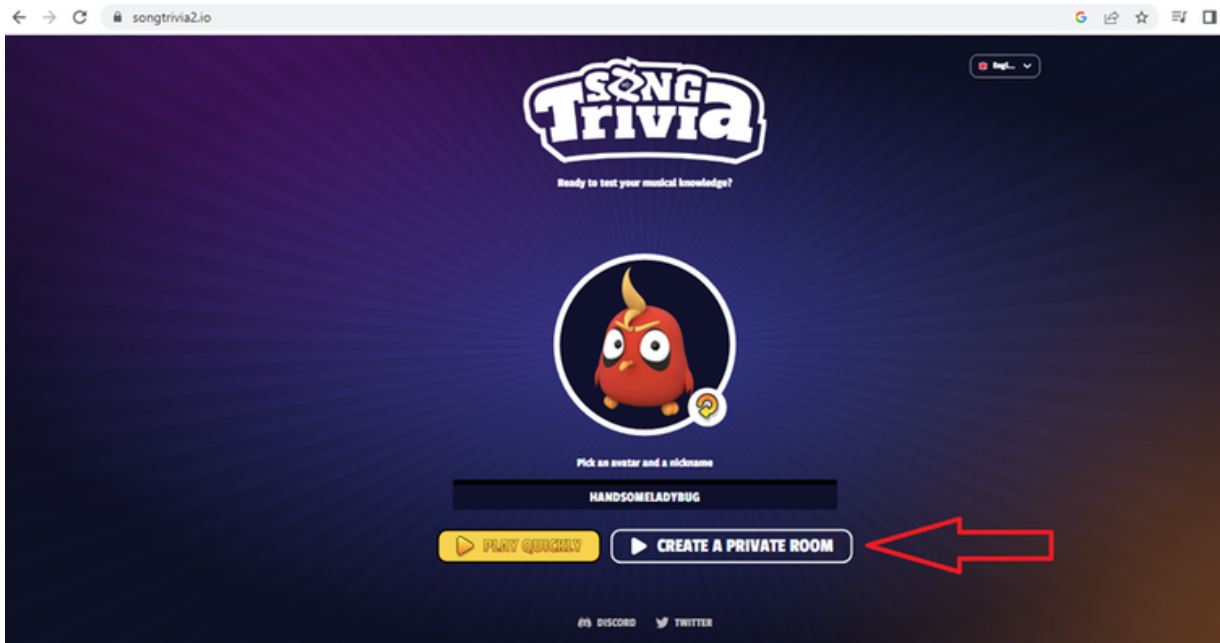 songtrivia2.io
Engl...
SONG
Trivia
Ready to test your musical knowledge?
Pick an avatar and a nickname
HANDSOMELADYBUG
PLAY QUICKLY
CREATE A PRIVATE ROOM
DISCORD
TWITTER